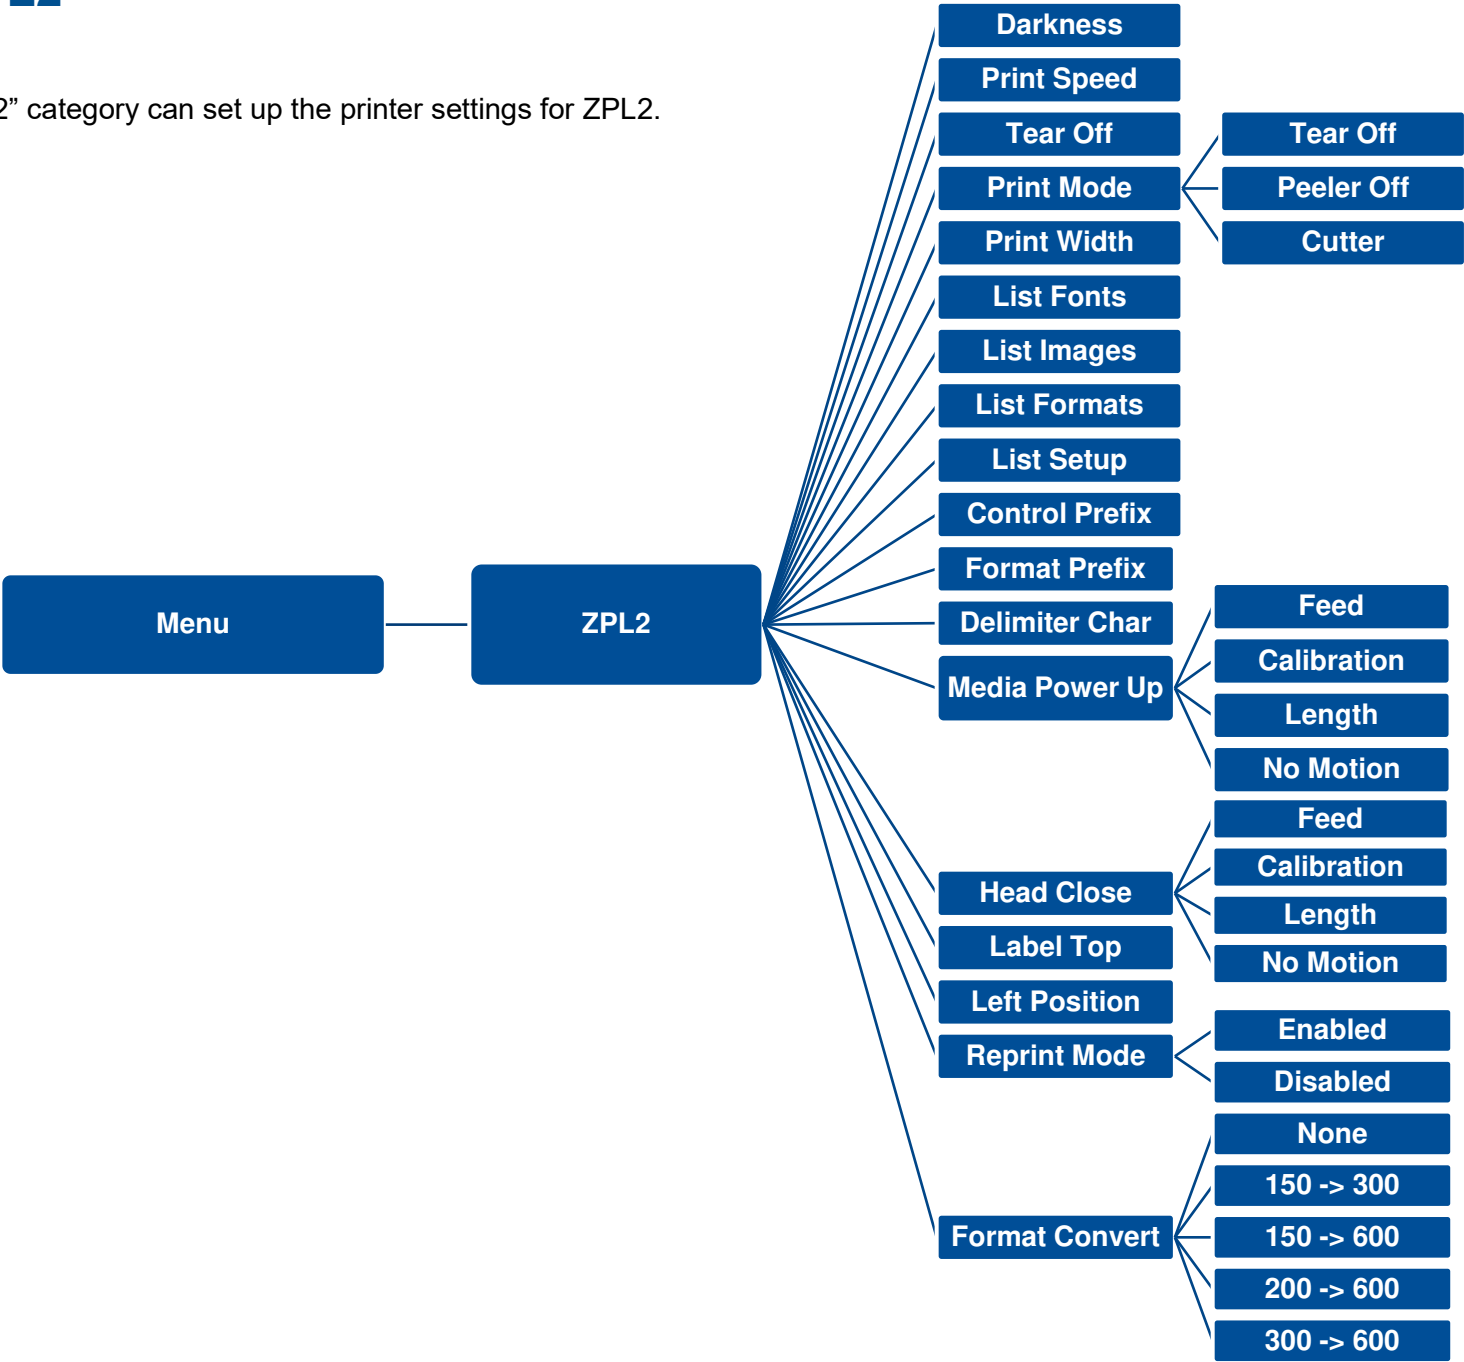 2” category can set up the printer settings for ZPL2.
Menu
ZPL2
Darkness
Print Speed
Tear Off
Print Mode
Tear Off
Peeler Off
Cutter
Print Width
List Fonts
List Images
List Formats
List Setup
Control Prefix
Format Prefix
Delimiter Char
Media Power Up
Feed
Calibration
Length
No Motion
Head Close
Feed
Calibration
Length
No Motion
Label Top
Left Position
Reprint Mode
Enabled
Disabled
Format Convert
None
150 -> 300
150 -> 600
200 -> 600
300 -> 600